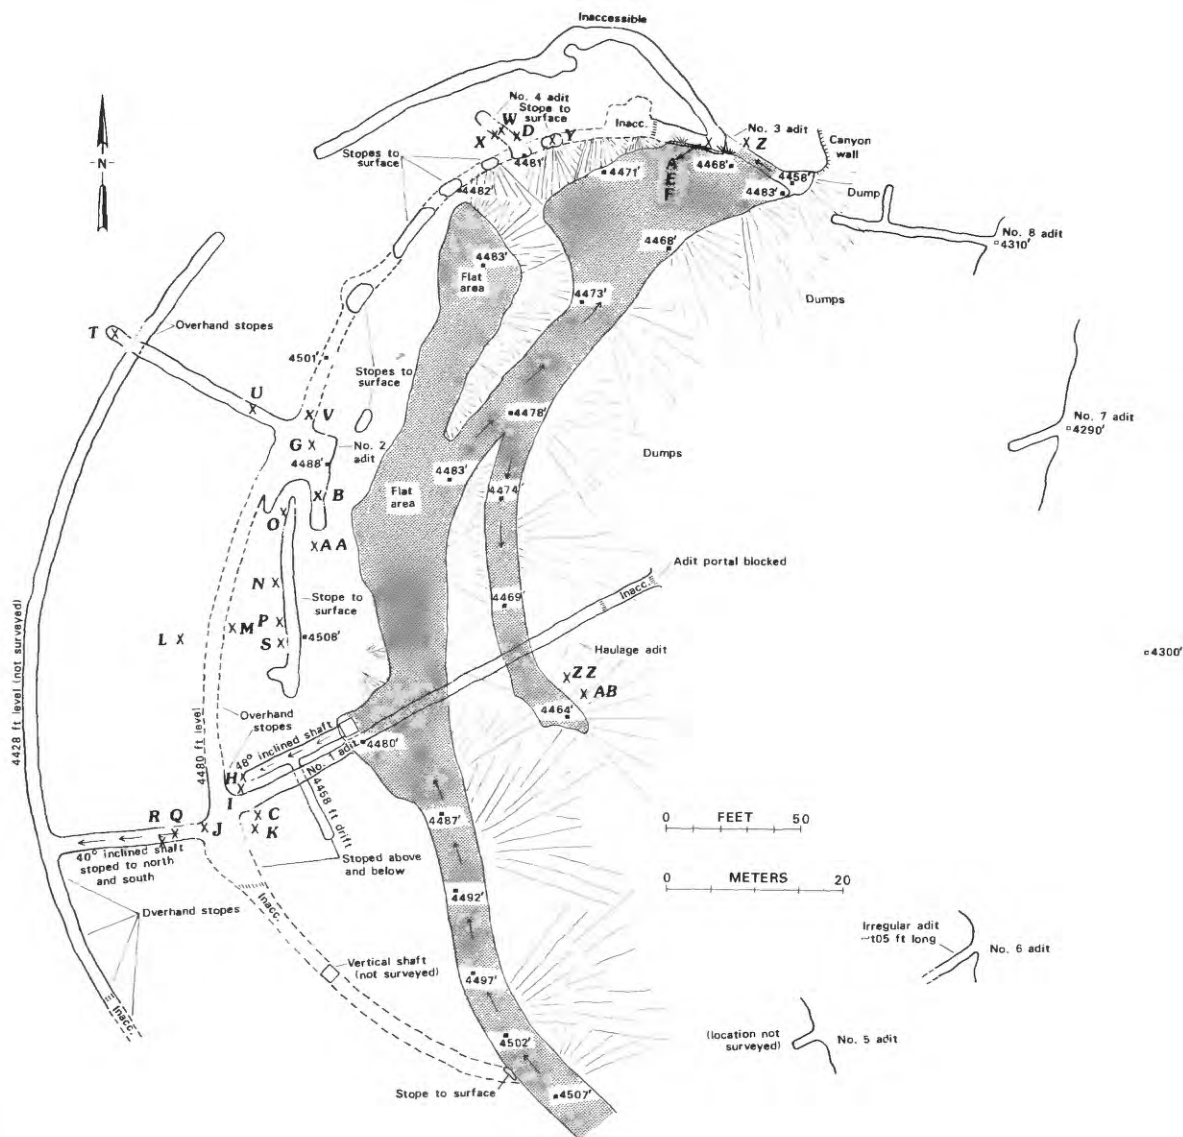 Inaccessible
No. 4 adit
Stope to
surface
W
X
D
Y
Inacc.
No. 3 adit
Z
Canyon
wall
N
Stopes to
surface
4481'
4482'
4471'
A
E
F
4468'
4458'
4483'
Dump
No. 8 adit
4310'
4483'
Flat
area
4468'
4473'
Dumps
T
Overhand stopes
4501'
Stopes to
surface
U
V
G
No. 2
adit
4488'
4478'
No. 7 adit
4290'
4483'
Flat
area
Dumps
B
O
4474'
AA
Adit portal blocked
Inacc.
N
Stope to
surface
4469'
L
M
P
S
4508'
Haulage adit
ZZ
AB
4300'
4464'
4428 ft level (not surveyed)
4480 ft level
Overhand
stopes
48° inclined shaft
No. 1 adit
4480'
H
I
4458 ft drift
R
Q
J
C
K
4487'
0 FEET 50
40° inclined shaft
stoped to north
and south
Stoped above
and below
0 METERS 20
Inacc.
4492'
Overhand stopes
Irregular adit
~105 ft long
No. 6 adit
Vertical shaft
(not surveyed)
4497'
Inacc.
(location not
surveyed)
No. 5 adit
4502'
Stope to surface
4507'